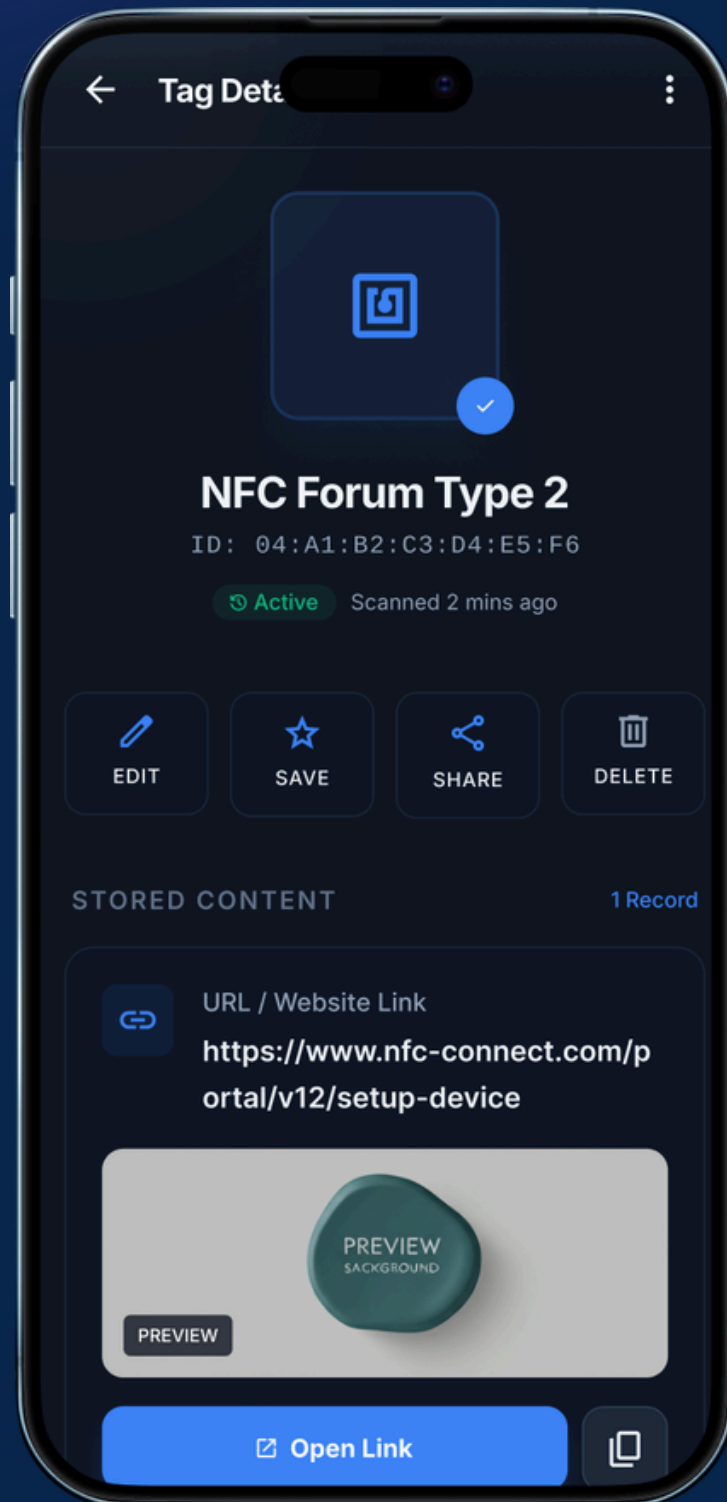 Tag Deta
NFC Forum Type 2
ID: 04:A1:B2:C3:D4:E5:F6
Active Scanned 2 mins ago
EDIT SAVE SHARE DELETE
STORED CONTENT 1 Record
URL / Website Link
https://www.nfc-connect.com/p
ortal/v12/setup-device
PREVIEW
SACKGROUND
PREVIEW
Open Link